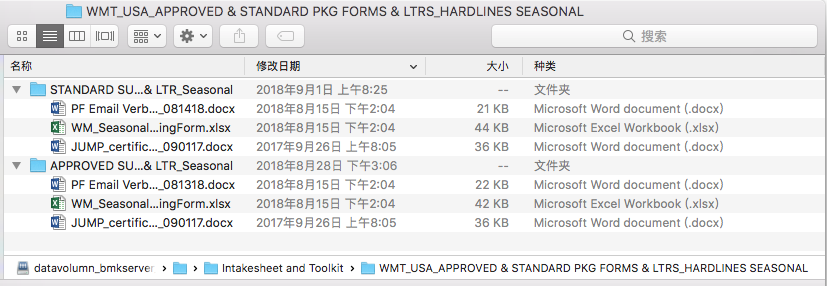 WMT_USA_APPROVED & STANDARD PKG FORMS & LTRS_HARDLINES SEASONAL
搜索
名称 修改日期 大小 种类
STANDARD SU...& LTR_Seasonal 2018年9月1日 上午8:25 -- 文件夹
PF Email Verb..._081418.docx 2018年8月15日 下午2:04 21 KB Microsoft Word document (.docx)
WM_Seasonal...ingForm.xlsx 2018年8月15日 下午2:04 44 KB Microsoft Excel Workbook (.xlsx)
JUMP_certific..._090117.docx 2017年9月26日 上午8:05 36 KB Microsoft Word document (.docx)
APPROVED SU...& LTR_Seasonal 2018年8月28日 下午3:06 -- 文件夹
PF Email Verb..._081318.docx 2018年8月15日 下午2:04 22 KB Microsoft Word document (.docx)
WM_Seasonal...ingForm.xlsx 2018年8月15日 下午2:04 42 KB Microsoft Excel Workbook (.xlsx)
JUMP_certific..._090117.docx 2017年9月26日 上午8:05 36 KB Microsoft Word document (.docx)
datavolumn_bmkserver Intakesheet and Toolkit WMT_USA_APPROVED & STANDARD PKG FORMS & LTRS_HARDLINES SEASONAL